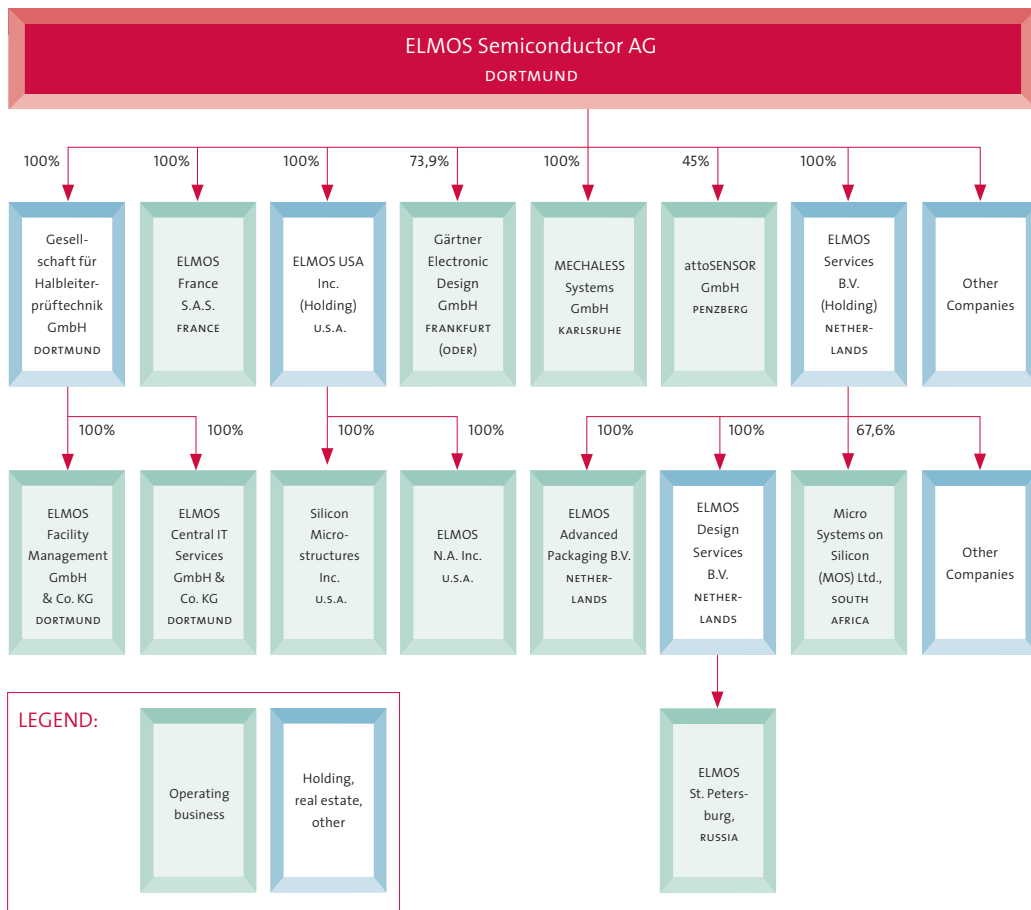 ELMOS Semiconductor AG
DORTMUND
100%
100%
100%
73,9%
100%
45%
100%
Gesell-
schaft für
Halbleiter-
prüftechnik
GmbH
DORTMUND
ELMOS
France
S.A.S.
FRANCE
ELMOS USA
Inc.
(Holding)
U.S.A.
Gärtner
Electronic
Design
GmbH
FRANKFURT
(ODER)
MECHALESS
Systems
GmbH
KARLSRUHE
attoSENSOR
GmbH
PENZBERG
ELMOS
Services
B.V.
(Holding)
NETHER-
LANDS
Other
Companies
100%
100%
100%
100%
100%
100%
67,6%
ELMOS
Facility
Management
GmbH
& Co. KG
DORTMUND
ELMOS
Central IT
Services
GmbH &
Co. KG
DORTMUND
Silicon
Micro-
structures
Inc.
U.S.A.
ELMOS
N.A. Inc.
U.S.A.
ELMOS
Advanced
Packaging B.V.
NETHER-
LANDS
ELMOS
Design
Services
B.V.
NETHER-
LANDS
Micro
Systems on
Silicon
(MOS) Ltd.,
SOUTH
AFRICA
Other
Companies
LEGEND:
Operating
business
Holding,
real estate,
other
ELMOS
St. Peters-
burg,
RUSSIA